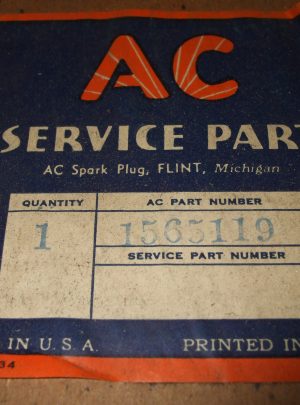 AC
SERVICE PART
AC Spark Plug, FLINT, Michigan
QUANTITY AC PART NUMBER
1 1565119
SERVICE PART NUMBER
IN U.S.A. PRINTED IN
34